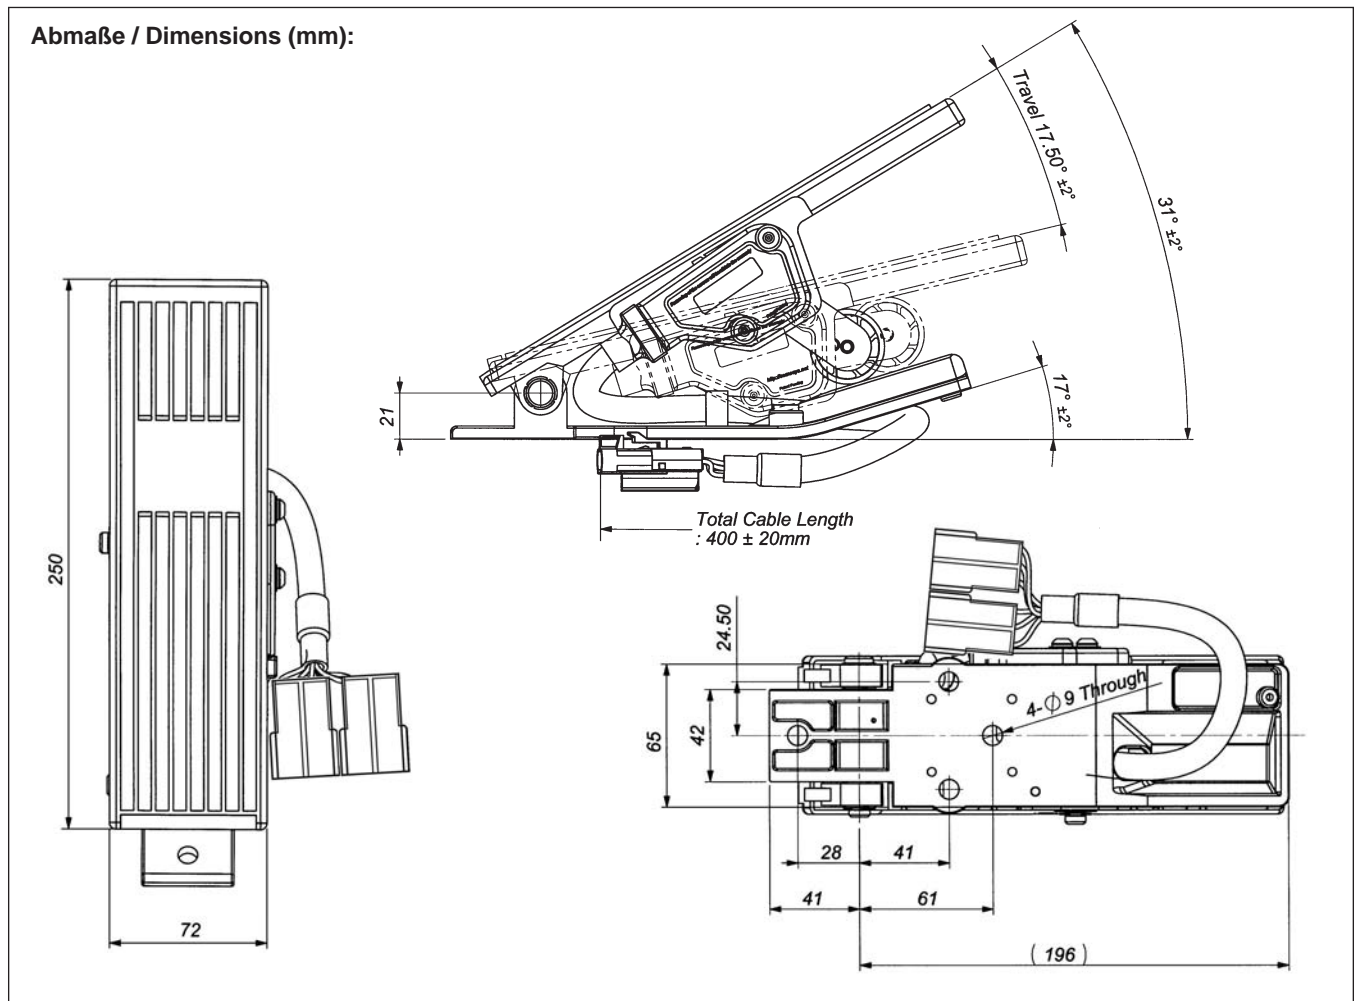 Abmaße / Dimensions (mm):
Travel 17.50° ±2°
31° ±2°
17° ±2°
21
Total Cable Length
: 400 ± 20mm
250
72
24.50
65
42
4-∅ 9 Through
28
41
41
61
( 196 )